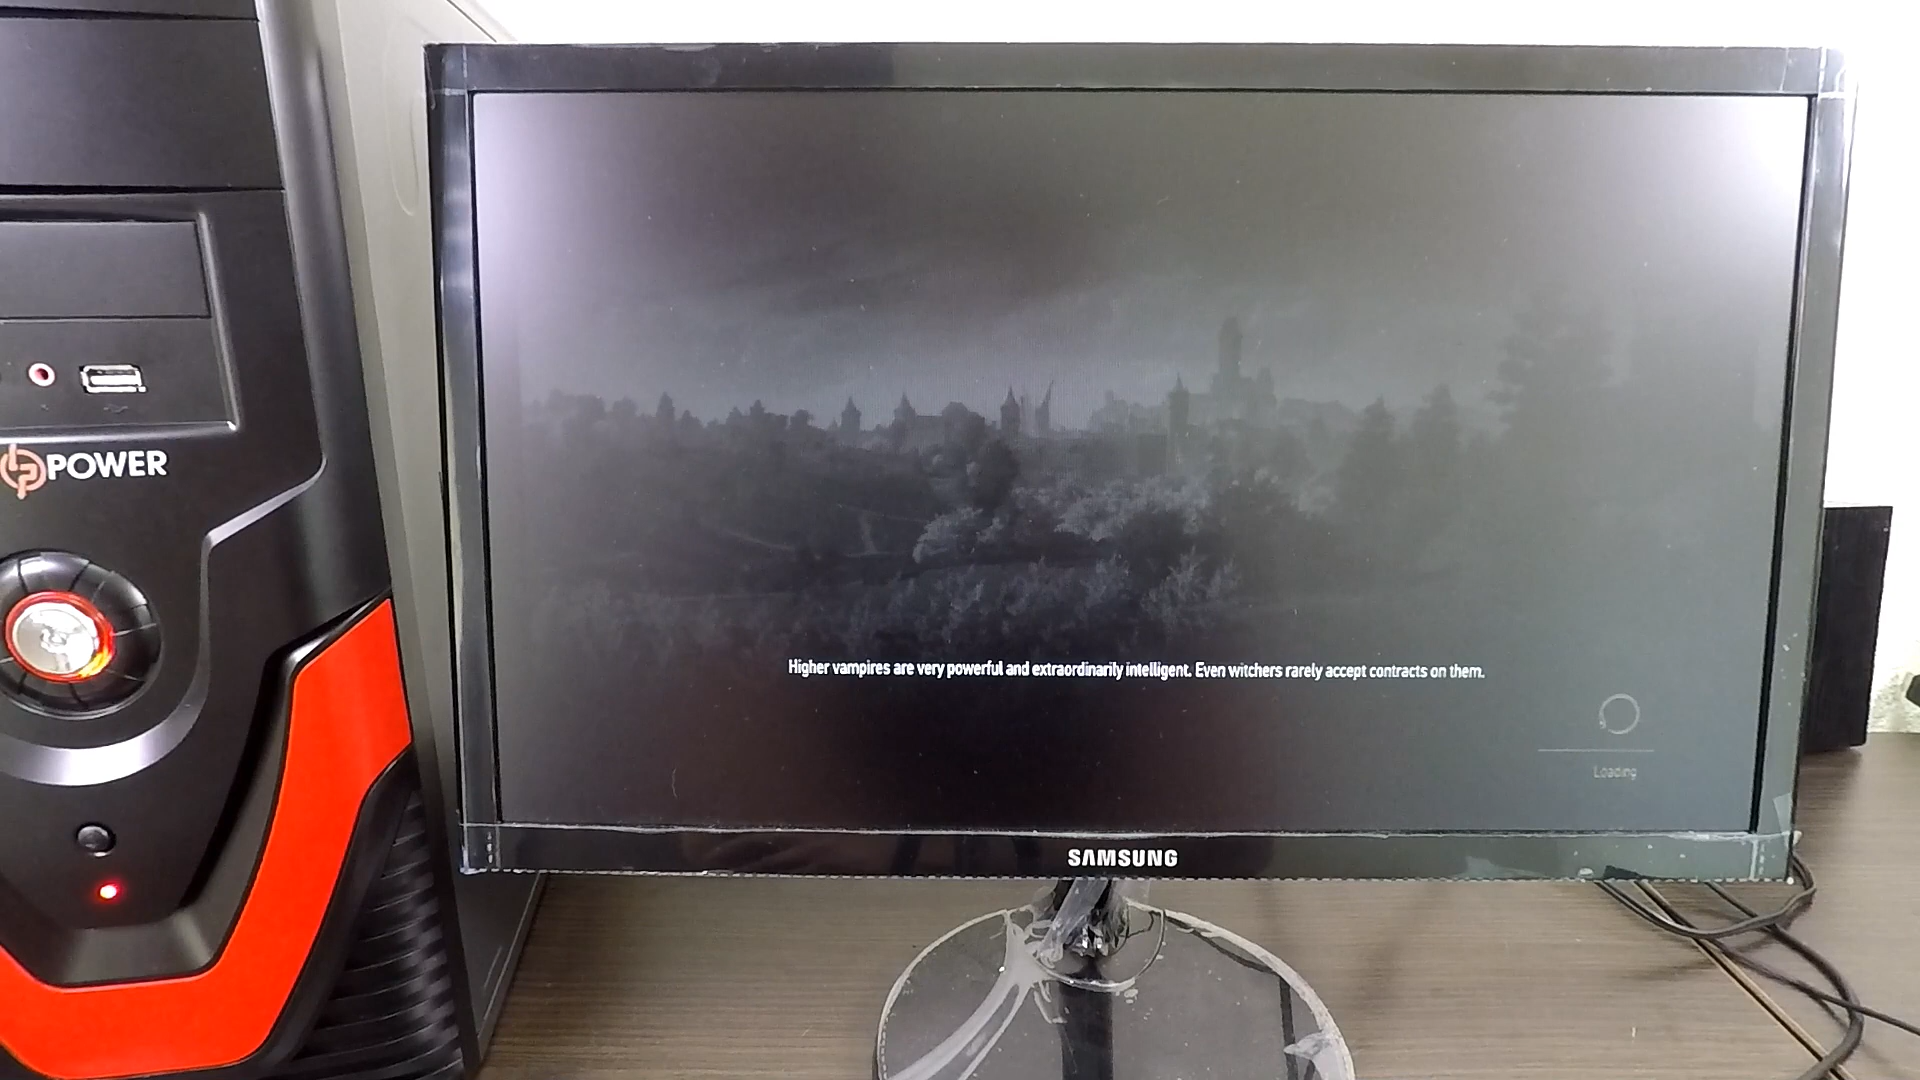 POWER
Higher vampires are very powerful and extraordinarily intelligent. Even witchers rarely accept contracts on them.
Loading
SAMSUNG